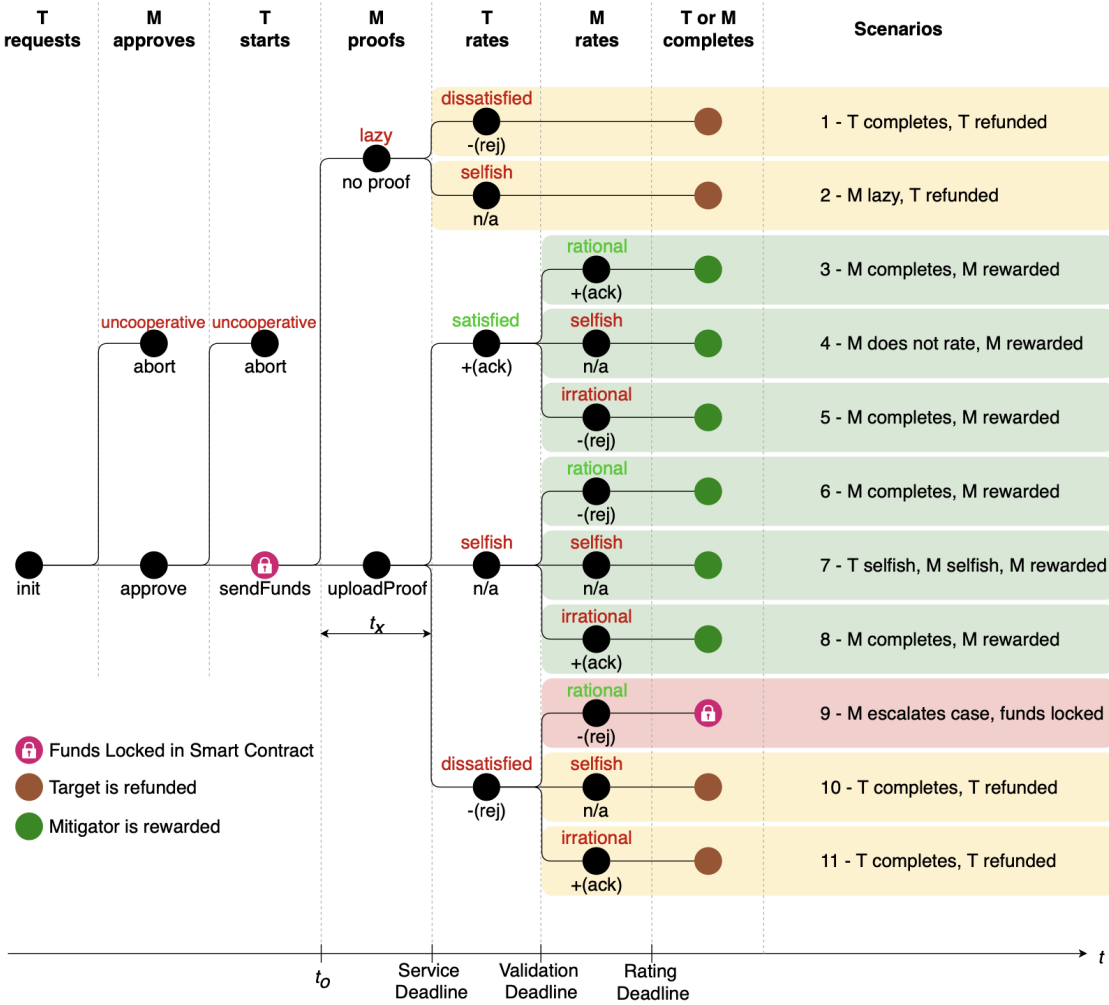 T
requests
M
approves
T
starts
M
proofs
T
rates
M
rates
T or M
completes
Scenarios
dissatisfied
-(rej)
1 - T completes, T refunded
lazy
no proof
selfish
n/a
2 - M lazy, T refunded
rational
+(ack)
3 - M completes, M rewarded
uncooperative
abort
uncooperative
abort
satisfied
+(ack)
selfish
n/a
4 - M does not rate, M rewarded
irrational
-(rej)
5 - M completes, M rewarded
rational
-(rej)
6 - M completes, M rewarded
init
approve
sendFunds
uploadProof
selfish
n/a
selfish
n/a
7 - T selfish, M selfish, M rewarded
tx
irrational
+(ack)
8 - M completes, M rewarded
rational
-(rej)
9 - M escalates case, funds locked
Funds Locked in Smart Contract
Target is refunded
Mitigator is rewarded
dissatisfied
-(rej)
selfish
n/a
10 - T completes, T refunded
irrational
+(ack)
11 - T completes, T refunded
to
Service
Deadline
Validation
Deadline
Rating
Deadline
t